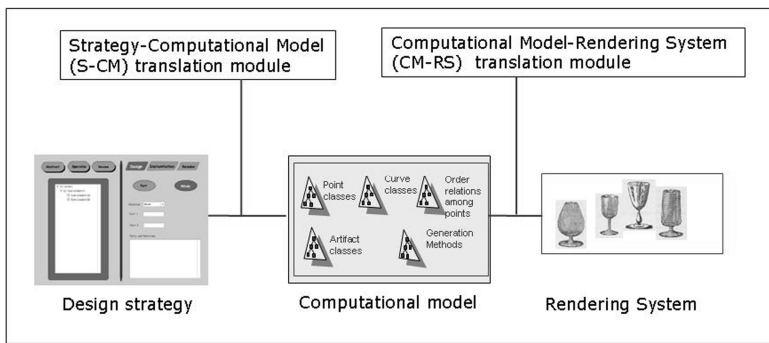 Strategy-Computational Model
(S-CM) translation module
Computational Model-Rendering System
(CM-RS)  translation module
Point
classes
Curve
classes
Order
relations
among
points
Artifact
classes
Generation
Methods
Design strategy
Computational model
Rendering System